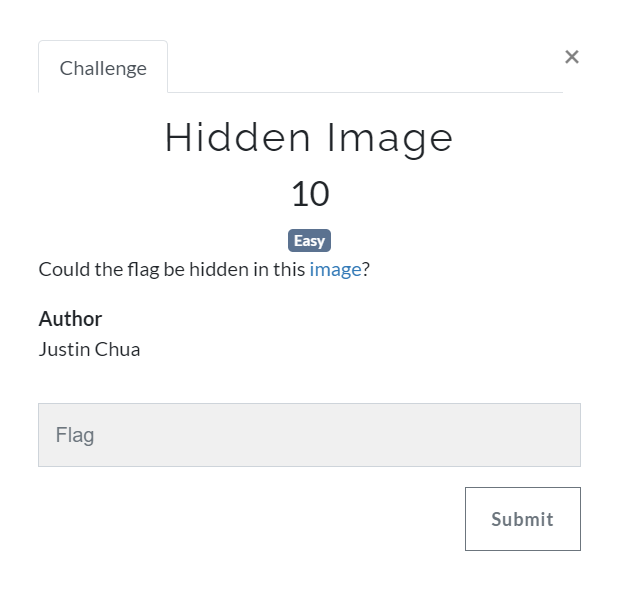 Challenge
×
Hidden Image
10
Easy
Could the flag be hidden in this image?
Author
Justin Chua
Flag
Submit